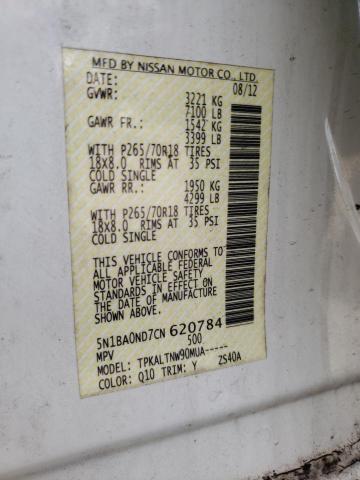 MFD BY NISSAN MOTOR CO., LTD.
DATE: 08/12
GVWR: 3221 KG
7100 LB
GAWR FR.: 1542 KG
3399 LB
WITH P265/70R18 TIRES
18X8.0 RIMS AT 35 PSI
COLD SINGLE
GAWR RR.: 1950 KG
4299 LB
WITH P265/70R18 TIRES
18X8.0 RIMS AT 35 PSI
COLD SINGLE
THIS VEHICLE CONFORMS TO
ALL APPLICABLE FEDERAL
MOTOR VEHICLE SAFETY
STANDARDS IN EFFECT ON
THE DATE OF MANUFACTURE
SHOWN ABOVE.
5N1BA0ND7CN 620784
MPV 500
MODEL: TPKALTNW90MUA-----
COLOR: Q10 TRIM: Y ZS40A